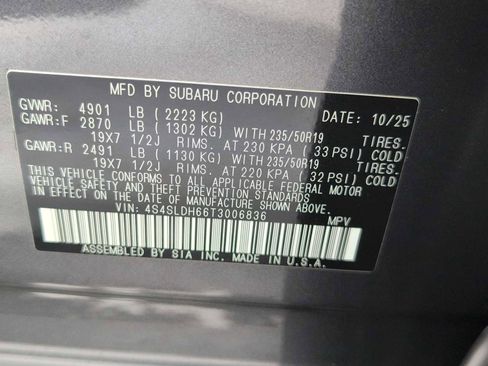 MFD BY SUBARU CORPORATION
GVWR: 4901 LB ( 2223 KG) DATE: 10/25
GAWR:F 2870 LB ( 1302 KG) WITH 235/50R19 TIRES.
19X7 1/2J RIMS. AT 230 KPA ( 33 PSI) COLD
GAWR:R 2491 LB ( 1130 KG) WITH 235/50R19 TIRES.
19X7 1/2J RIMS. AT 220 KPA ( 32 PSI) COLD
THIS VEHICLE CONFORMS TO ALL APPLICABLE FEDERAL MOTOR
VEHICLE SAFETY AND THEFT PREVENTION STANDARDS
IN EFFECT ON THE DATE OF MANUFACTURE SHOWN ABOVE.
VIN: 4S4SLDH66T3006836 MPV
ASSEMBLED BY SIA INC. MADE IN U.S.A.